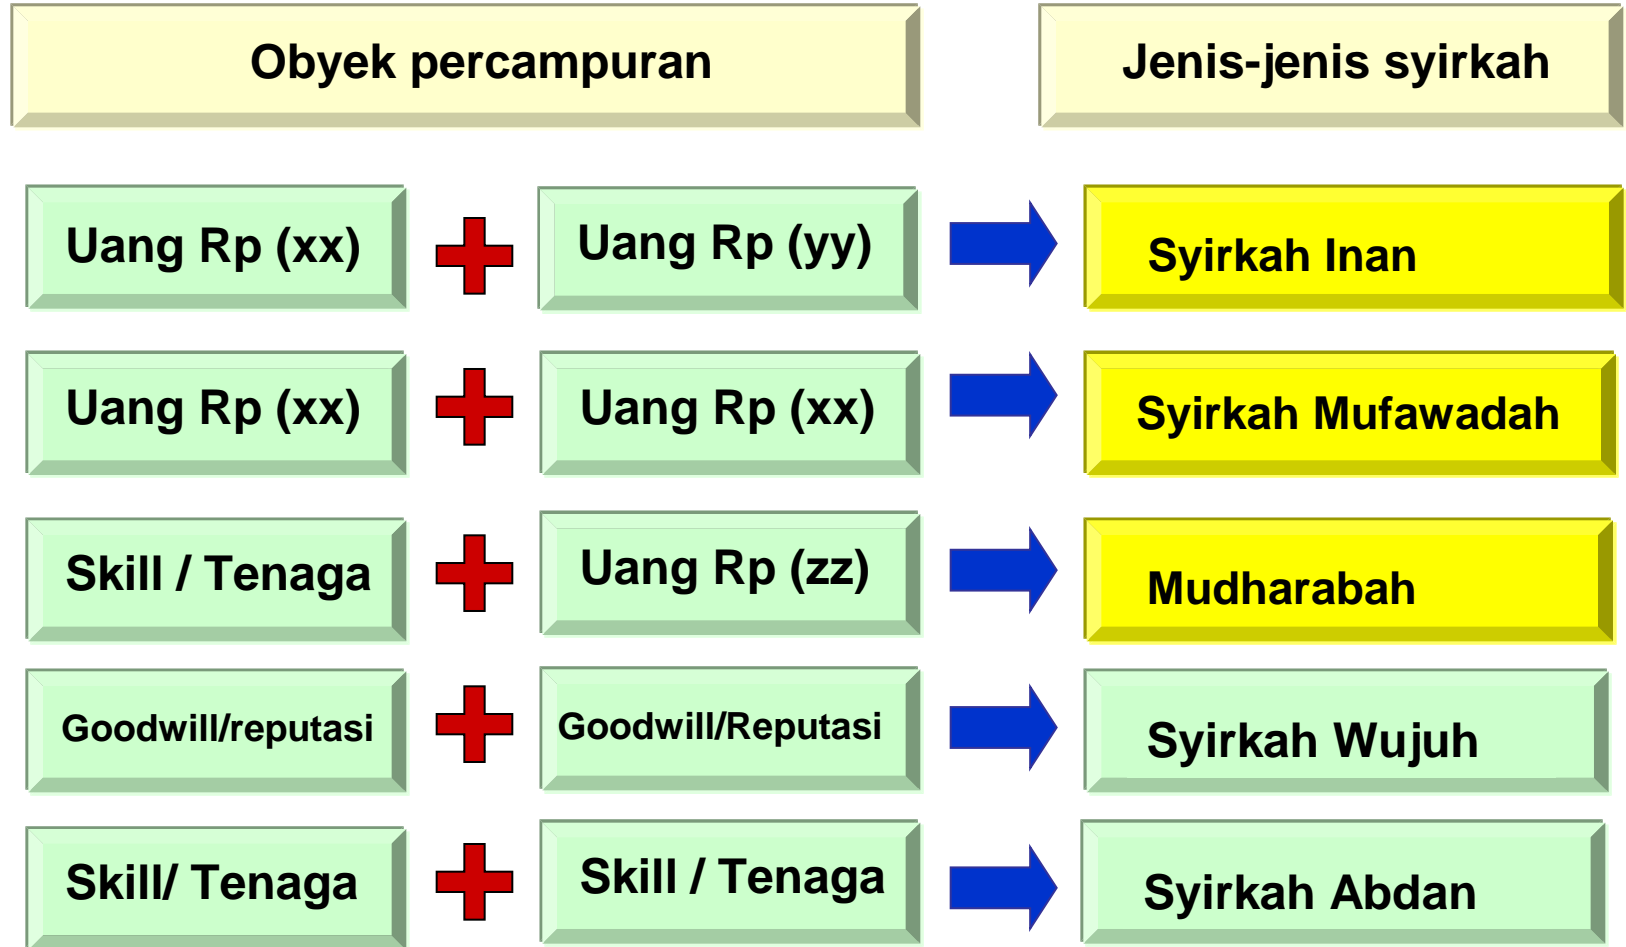 Obyek percampuran
Jenis-jenis syirkah
Uang Rp (xx)
Uang Rp (yy)
Syirkah Inan
Uang Rp (xx)
Uang Rp (xx)
Syirkah Mufawadah
Skill / Tenaga
Uang Rp (zz)
Mudharabah
Goodwill/reputasi
Goodwill/Reputasi
Syirkah Wujuh
Skill/ Tenaga
Skill / Tenaga
Syirkah Abdan